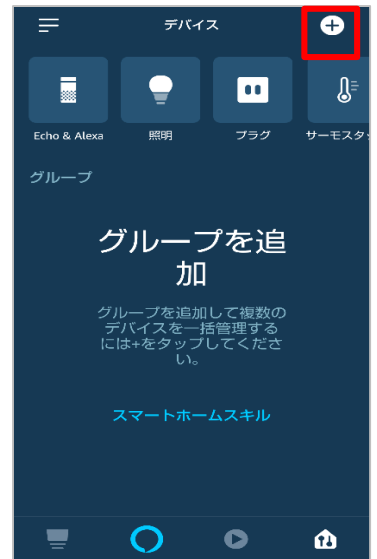 デバイス
Echo & Alexa
照明
プラグ
サーモスタッ
グループ
グループを追
加
グループを追加して複数の
デバイスを一括管理する
には+をタップしてくださ
い。
スマートホームスキル